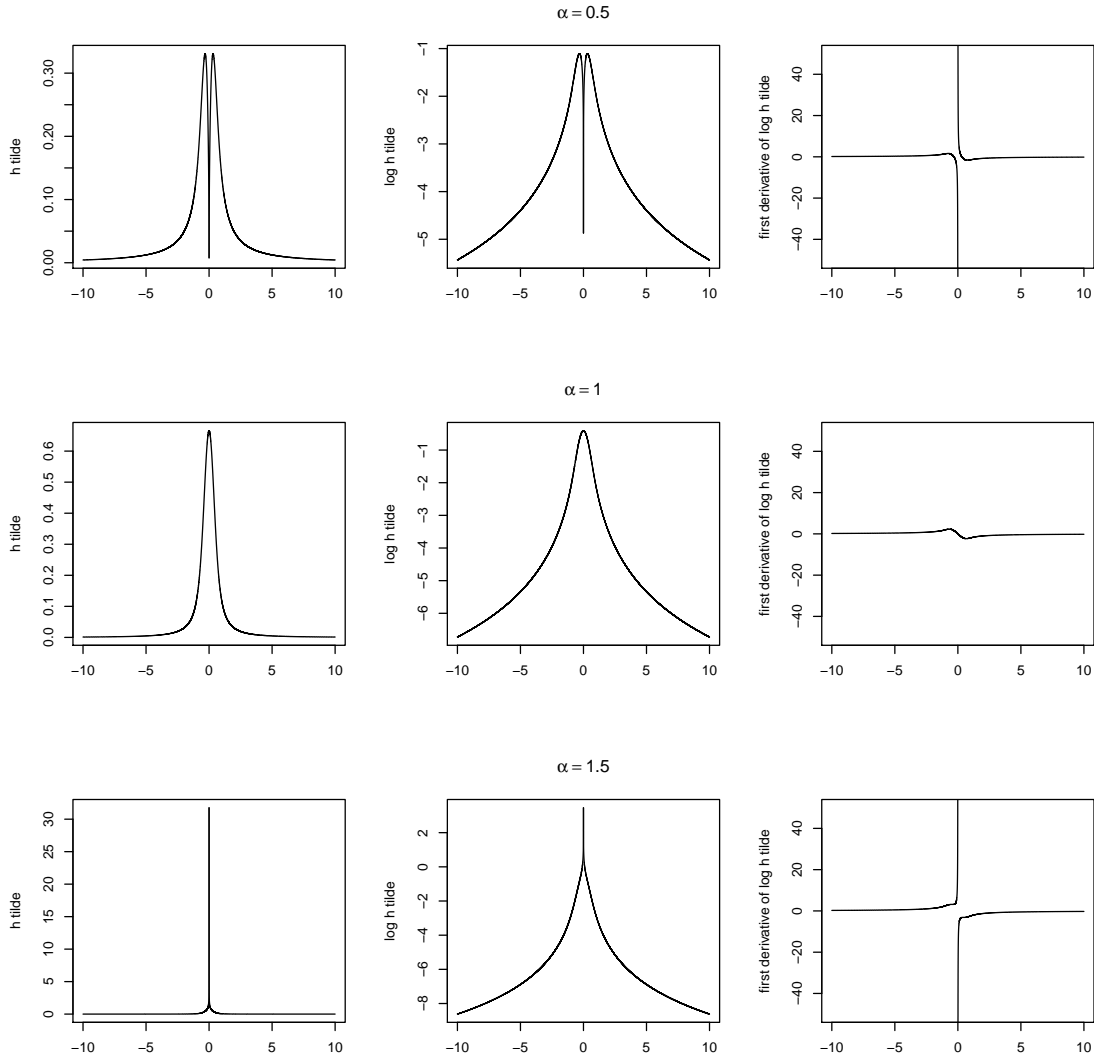 α = 0.5
h tilde
0.00 0.10 0.20 0.30
−10 −5 0 5 10
log h tilde
−5 −4 −3 −2 −1
−10 −5 0 5 10
first derivative of log h tilde
−40 −20 0 20 40
−10 −5 0 5 10
α = 1
h tilde
0.0 0.1 0.2 0.3 0.4 0.5 0.6
−10 −5 0 5 10
log h tilde
−6 −5 −4 −3 −2 −1
−10 −5 0 5 10
first derivative of log h tilde
−40 −20 0 20 40
−10 −5 0 5 10
α = 1.5
h tilde
0 5 10 15 20 25 30
−10 −5 0 5 10
log h tilde
−8 −6 −4 −2 0 2
−10 −5 0 5 10
first derivative of log h tilde
−40 −20 0 20 40
−10 −5 0 5 10